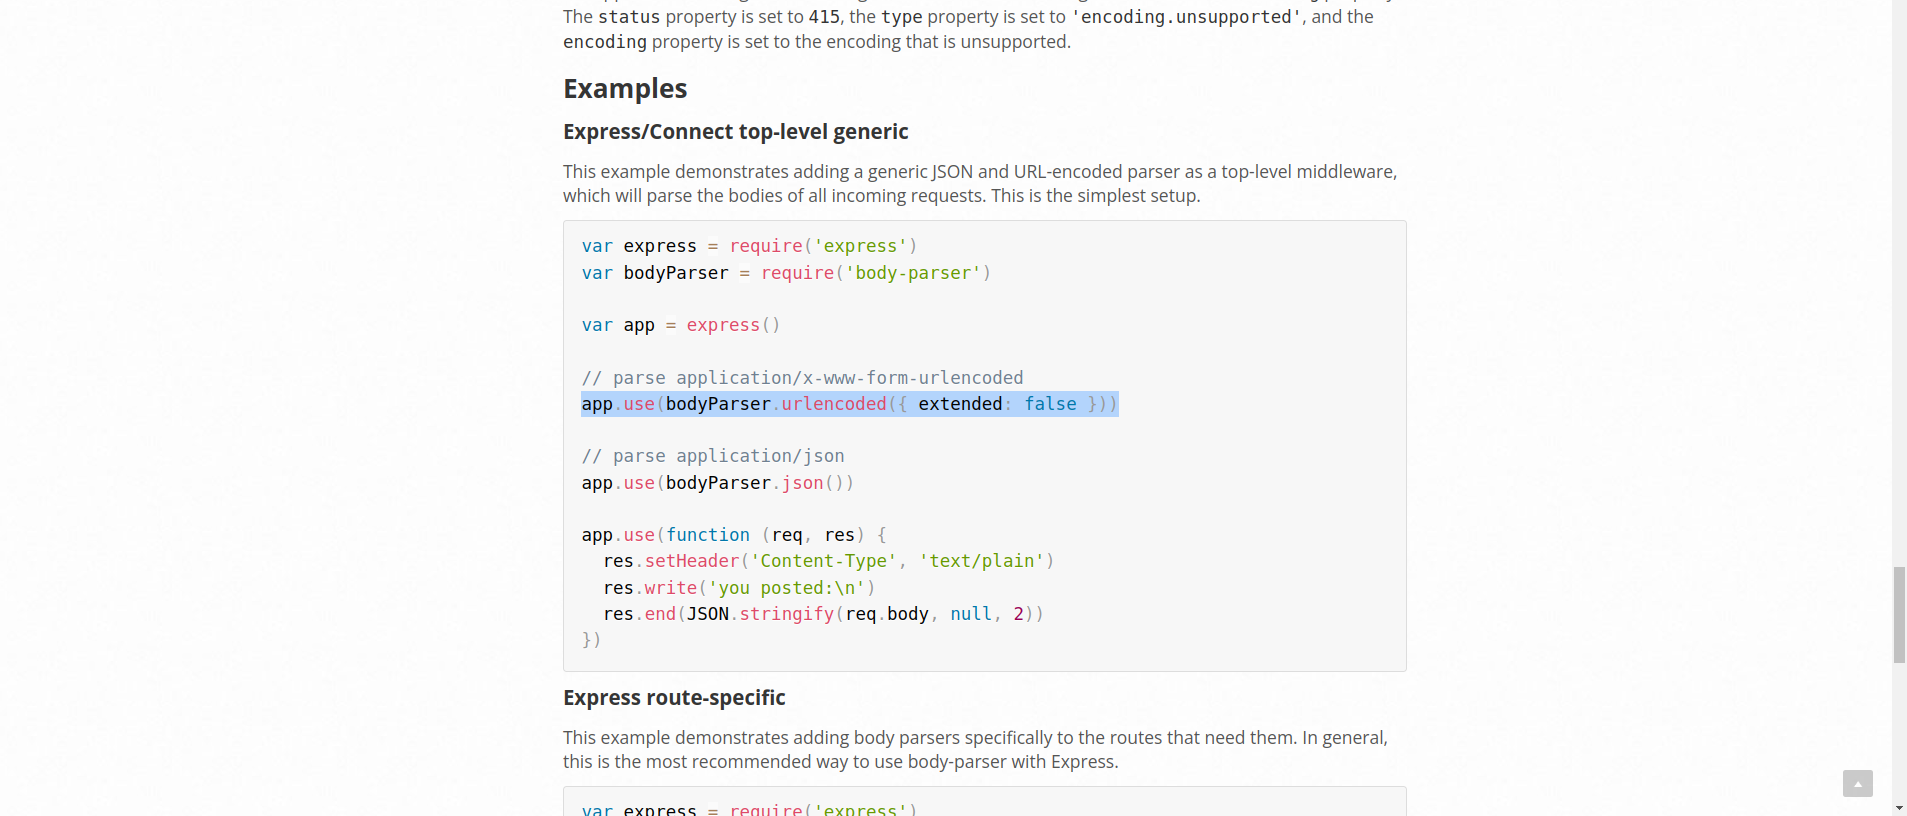 The status property is set to 415, the type property is set to 'encoding.unsupported', and the
encoding property is set to the encoding that is unsupported.
Examples
Express/Connect top-level generic
This example demonstrates adding a generic JSON and URL-encoded parser as a top-level middleware,
which will parse the bodies of all incoming requests. This is the simplest setup.
var express = require('express')
var bodyParser = require('body-parser')
var app = express()
// parse application/x-www-form-urlencoded
app.use(bodyParser.urlencoded({ extended: false }))
// parse application/json
app.use(bodyParser.json())
app.use(function (req, res) {
  res.setHeader('Content-Type', 'text/plain')
  res.write('you posted:\n')
  res.end(JSON.stringify(req.body, null, 2))
})
Express route-specific
This example demonstrates adding body parsers specifically to the routes that need them. In general,
this is the most recommended way to use body-parser with Express.
var express = require('express')